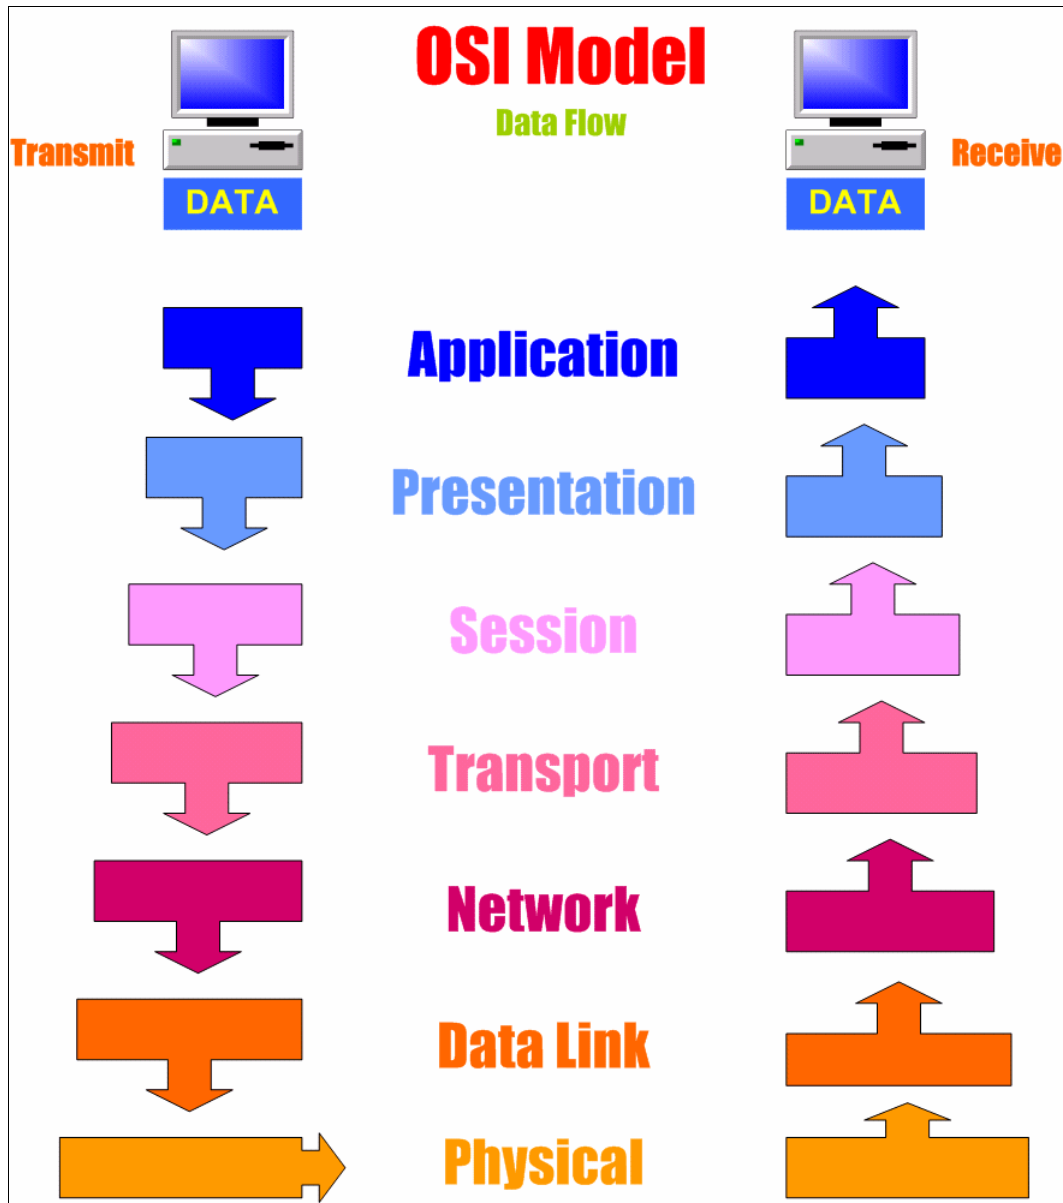 OSI Model
Data Flow
Transmit
Receive
DATA
DATA
Application
Presentation
Session
Transport
Network
Data Link
Physical